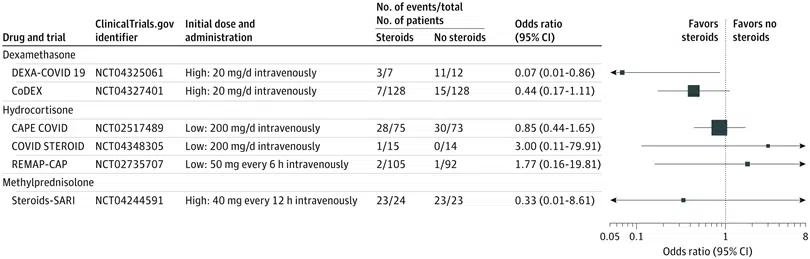 No. of events/total
ClinicalTrials.gov Initial dose and No. of patients Odds ratio Favors Favors no
Drug and trial identifier administration Steroids No steroids (95% CI) steroids steroids
Dexamethasone
DEXA-COVID 19 NCT04325061 High: 20 mg/d intravenously 3/7 11/12 0.07 (0.01-0.86)
CoDEX NCT04327401 High: 20 mg/d intravenously 7/128 15/128 0.44 (0.17-1.11)
Hydrocortisone
CAPE COVID NCT02517489 Low: 200 mg/d intravenously 28/75 30/73 0.85 (0.44-1.65)
COVID STEROID NCT04348305 Low: 200 mg/d intravenously 1/15 0/14 3.00 (0.11-79.91)
REMAP-CAP NCT02735707 Low: 50 mg every 6 h intravenously 2/105 1/92 1.77 (0.16-19.81)
Methylprednisolone
Steroids-SARI NCT04244591 High: 40 mg every 12 h intravenously 23/24 23/23 0.33 (0.01-8.61)
0.05 0.1 1 8
Odds ratio (95% CI)